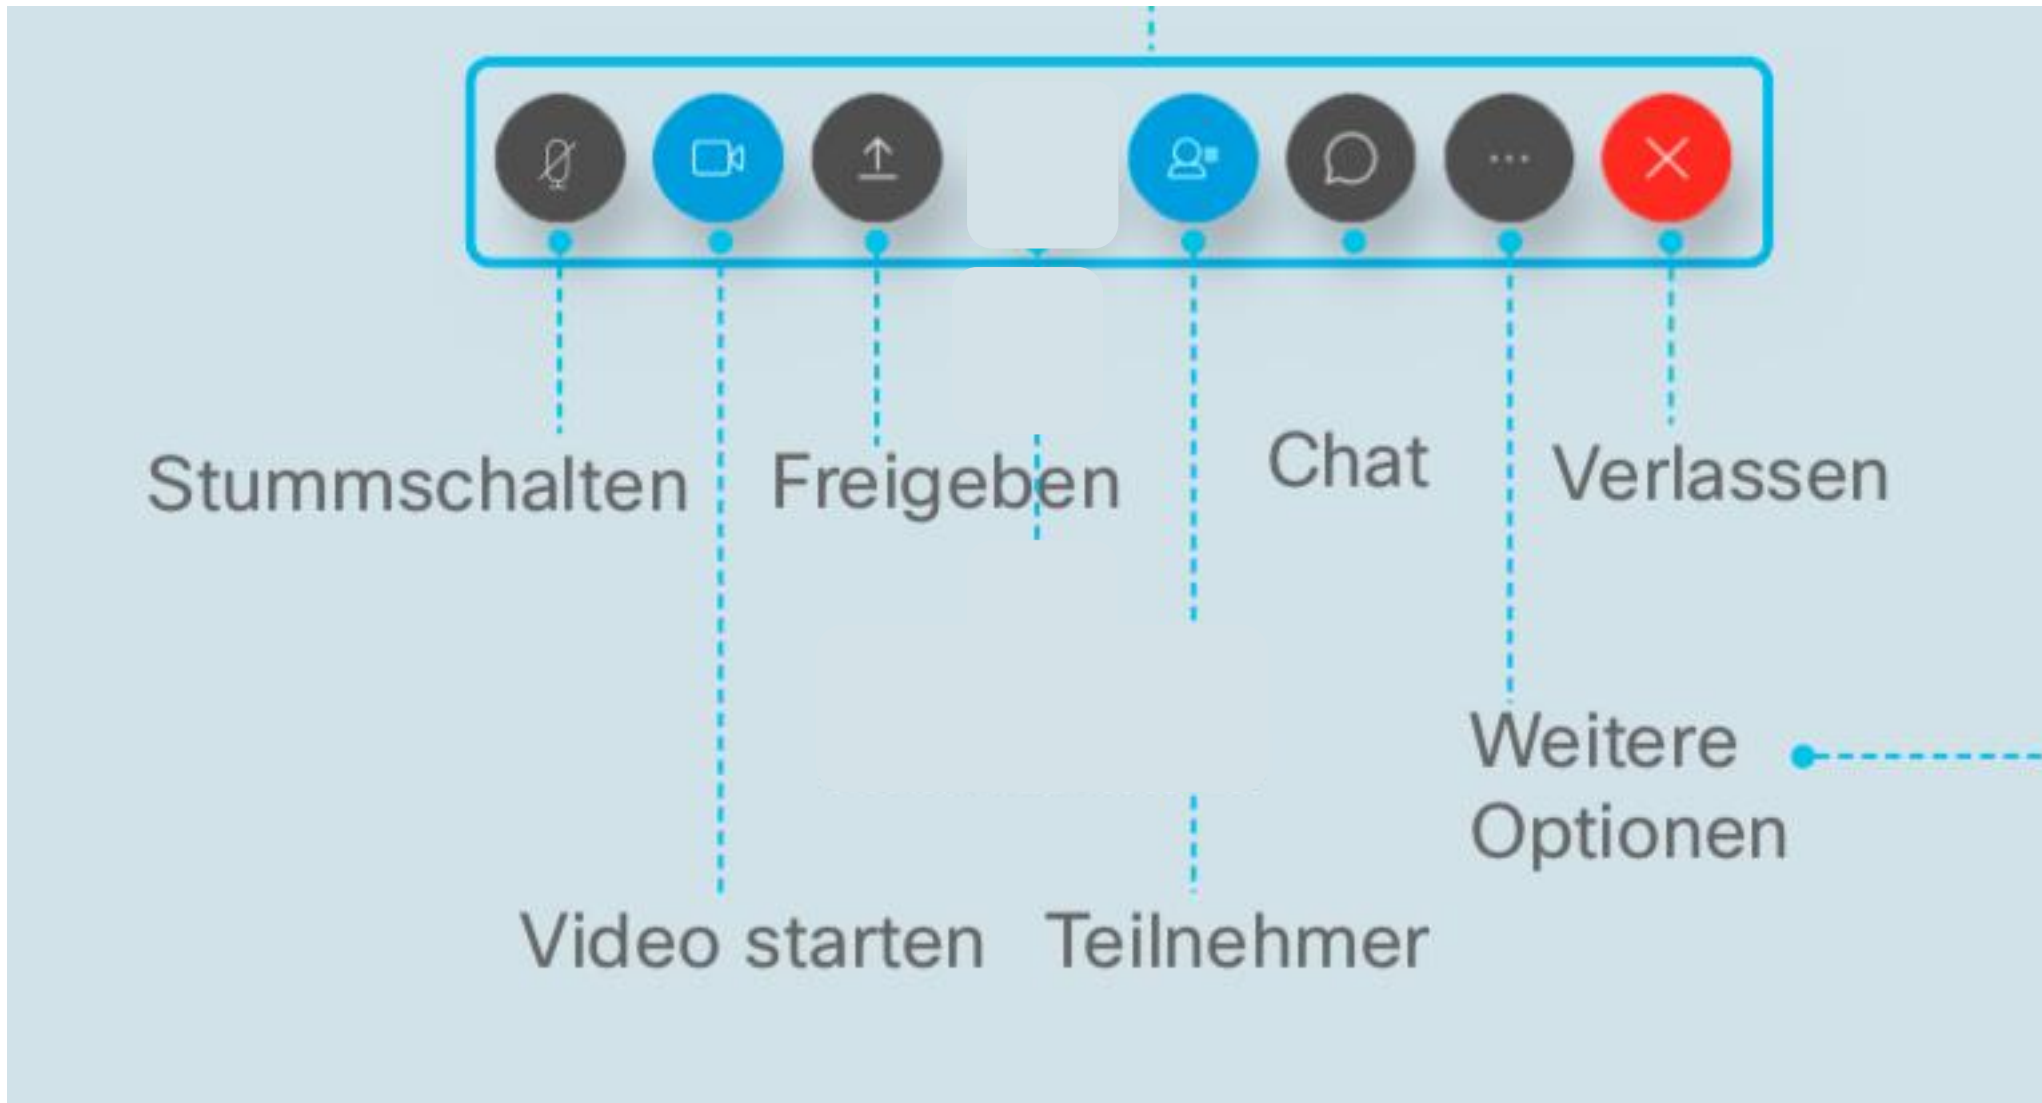 Stummschalten
Freigeben
Chat
Verlassen
Weitere
Optionen
Video starten
Teilnehmer